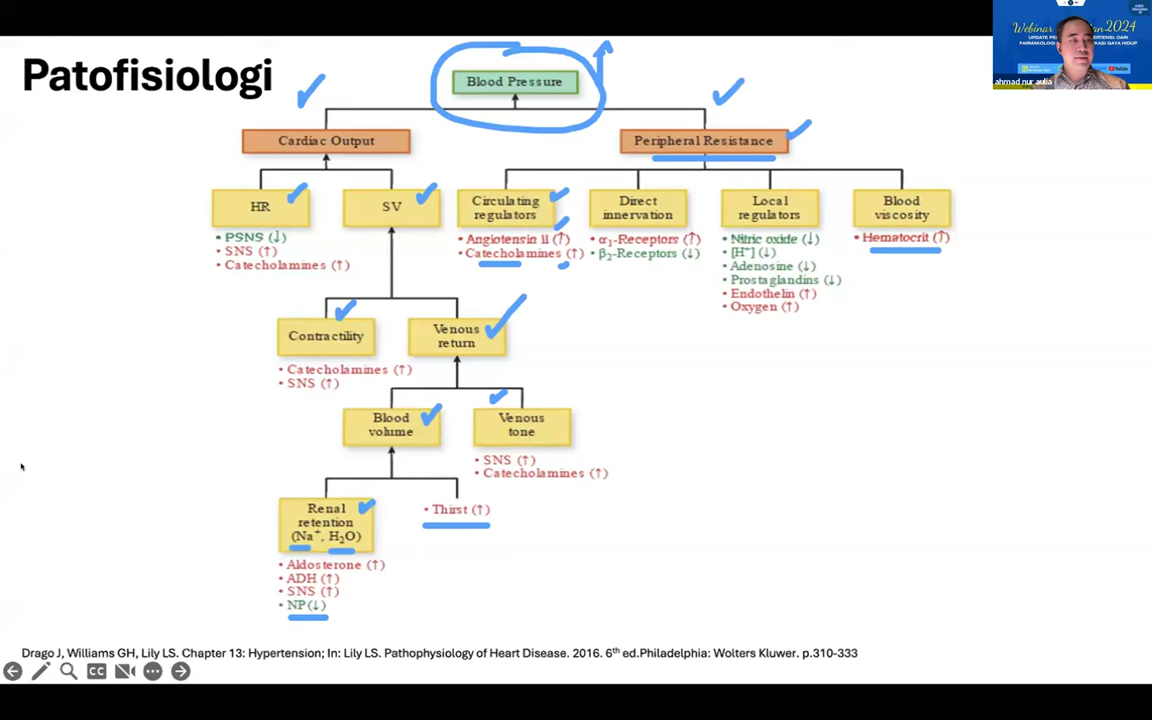 Patofisiologi
Webinar
2024
ahmad nur aulia
Blood Pressure
Cardiac Output
Peripheral Resistance
HR
• PSNS (↓)
• SNS (↑)
• Catecholamines (↑)
SV
Circulating
regulators
• Angiotensin II (↑)
• Catecholamines (↑)
Direct
innervation
• α₁-Receptors (↑)
• β₂-Receptors (↓)
Local
regulators
• Nitric oxide (↓)
• [H⁺] (↓)
• Adenosine (↓)
• Prostaglandins (↓)
• Endothelin (↑)
• Oxygen (↑)
Blood
viscosity
• Hematocrit (↑)
Contractility
• Catecholamines (↑)
• SNS (↑)
Venous
return
Blood
volume
Venous
tone
• SNS (↑)
• Catecholamines (↑)
Renal
retention
(Na⁺, H₂O)
• Aldosterone (↑)
• ADH (↑)
• SNS (↑)
• NP(↓)
• Thirst (↑)
Drago J, Williams GH, Lily LS. Chapter 13: Hypertension; In: Lily LS. Pathophysiology of Heart Disease. 2016. 6th ed.Philadelphia: Wolters Kluwer. p.310-333
CC